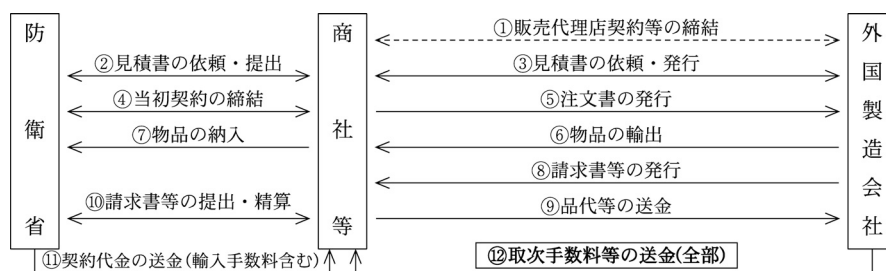 防衛省
商社等
外国製造会社
①販売代理店契約等の締結
②見積書の依頼・提出
③見積書の依頼・発行
④当初契約の締結
⑤注文書の発行
⑦物品の納入
⑥物品の輸出
⑧請求書等の発行
⑩請求書等の提出・精算
⑨品代等の送金
⑪契約代金の送金(輸入手数料含む)
⑫取次手数料等の送金(全部)